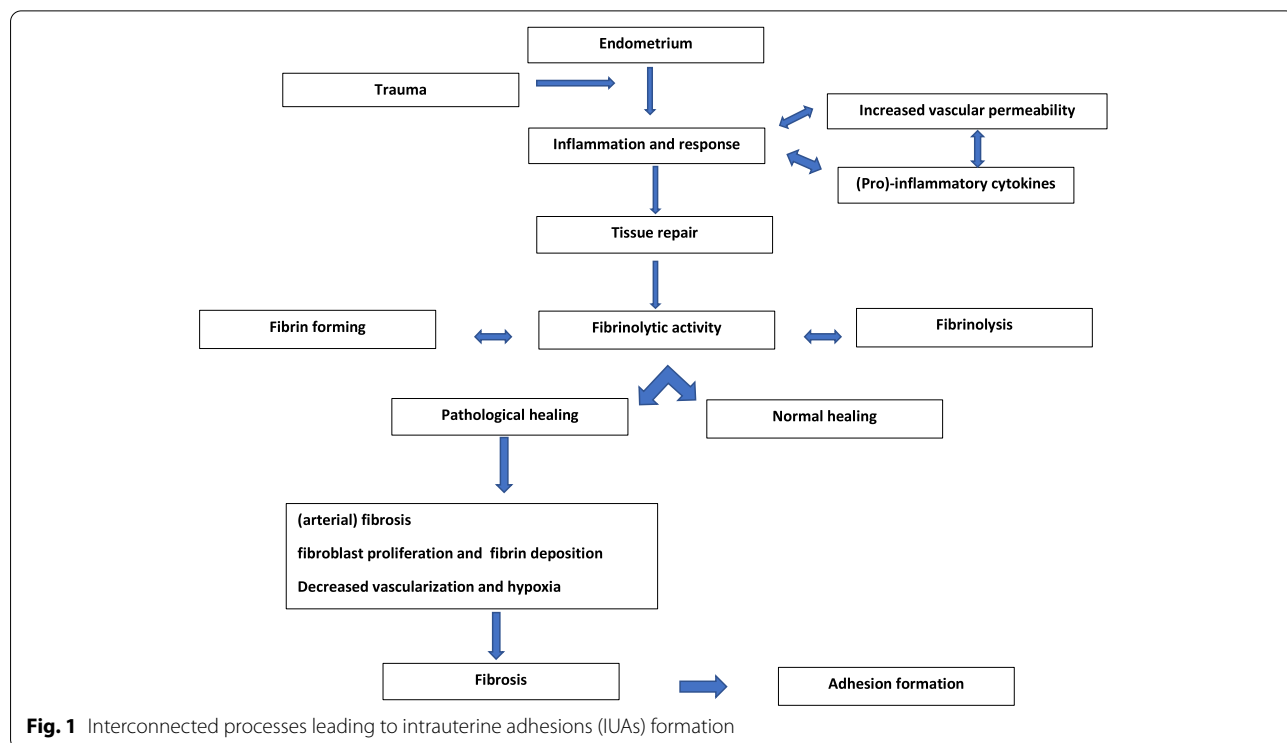 Endometrium
Trauma
Increased vascular permeability
Inflammation and response
(Pro)-inflammatory cytokines
Tissue repair
Fibrin forming
Fibrinolytic activity
Fibrinolysis
Pathological healing
Normal healing
(arterial) fibrosis
fibroblast proliferation and fibrin deposition
Decreased vascularization and hypoxia
Fibrosis
Adhesion formation
Fig. 1 Interconnected processes leading to intrauterine adhesions (IUAs) formation